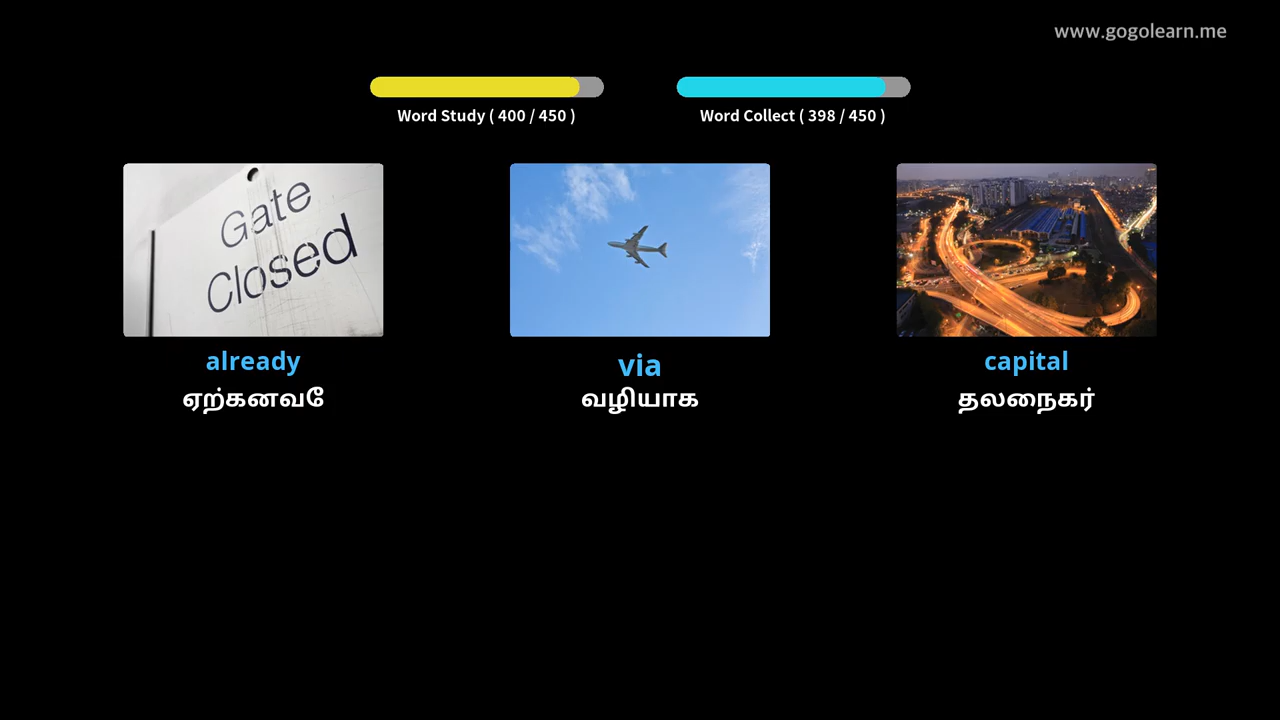 www.gogolearn.me
Word Study ( 400 / 450 )
Word Collect ( 398 / 450 )
Gate
Closed
already
via
capital
ஏற்கனவே
வழியாக
தலைநகர்